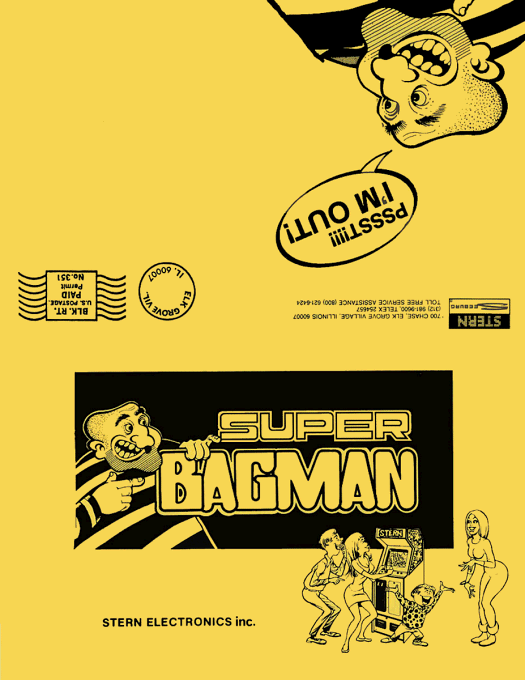 PSSST!!!!
I'M OUT!
BLK. RT.
U.S. POSTAGE
PAID
Permit
No.351
ELK GROVE VIL.
IL. 60007
STERN
SEEBURG
700 CHASE, ELK GROVE VILLAGE, ILLINOIS 60007
(312) 981-9600, TELEX 254657
TOLL FREE SERVICE ASSISTANCE (800) 621-6424
SUPER
BAGMAN
STERN
STERN ELECTRONICS inc.